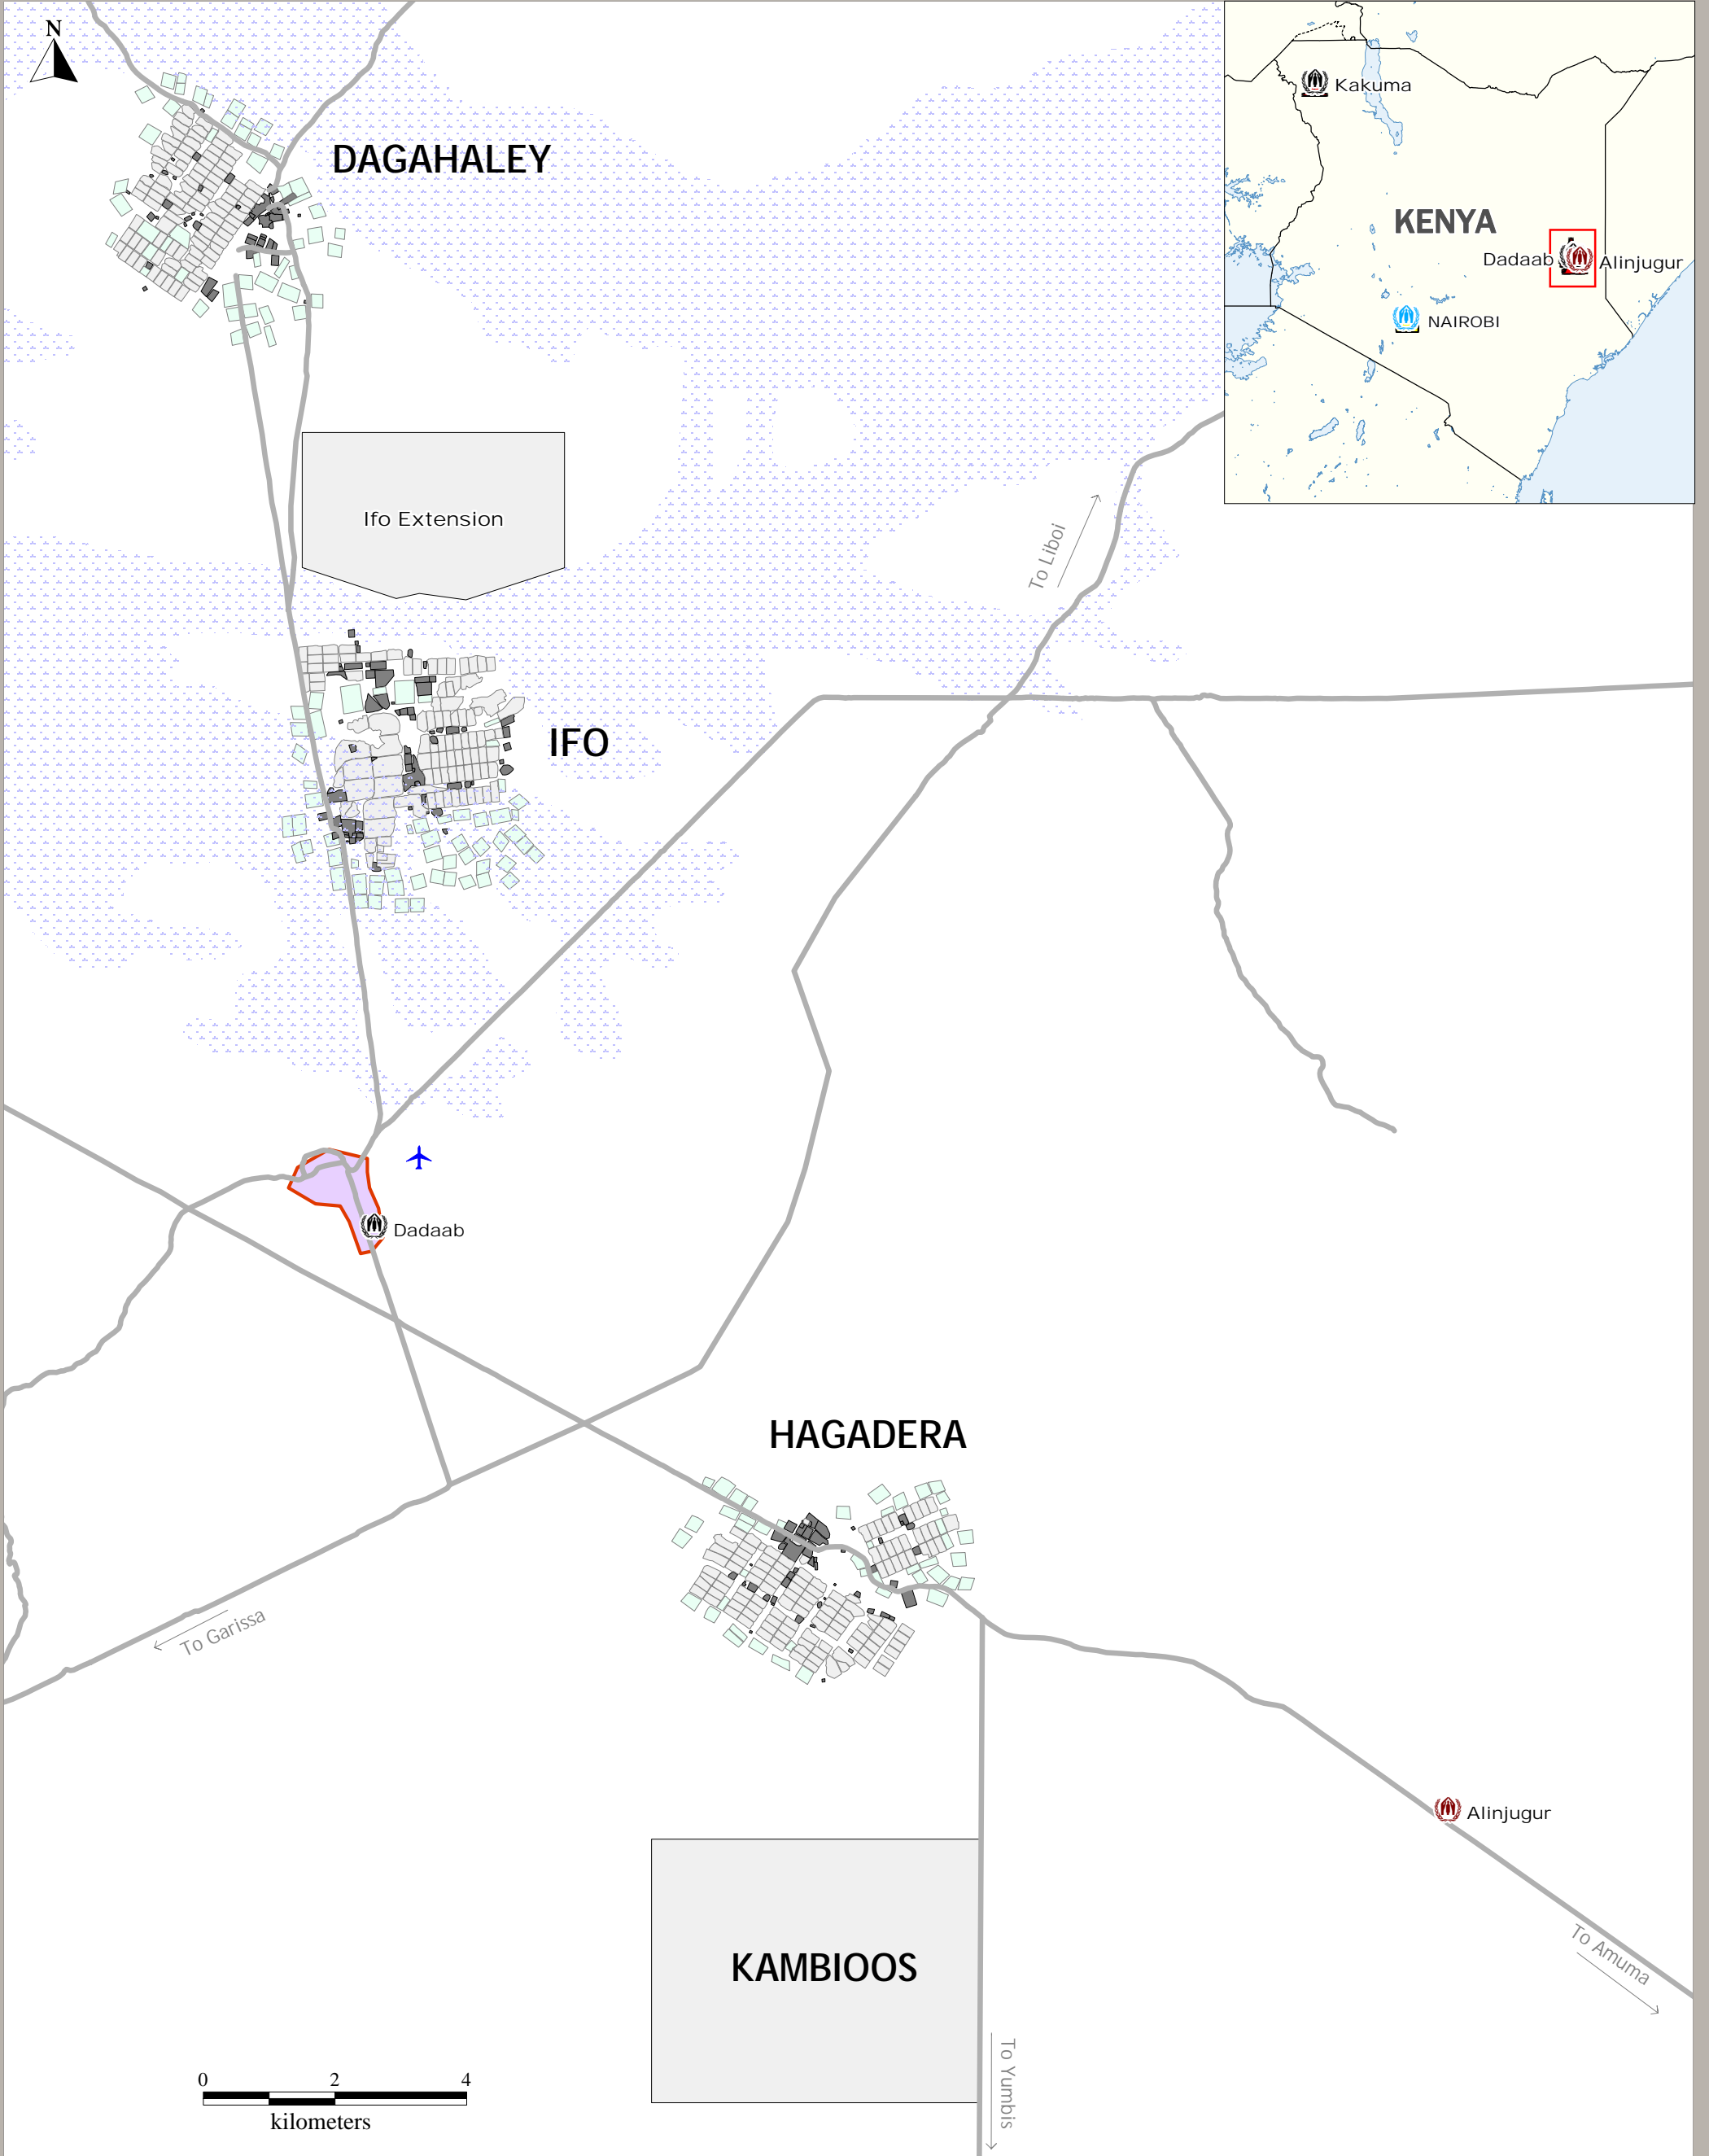 N
Kakuma
DAGAHALEY
KENYA
Dadaab
Alinjugur
NAIROBI
Ifo Extension
To Liboi
IFO
Dadaab
HAGADERA
To Garissa
Alinjugur
To Amuma
KAMBIOOS
To Yumbis
0 2 4
kilometers